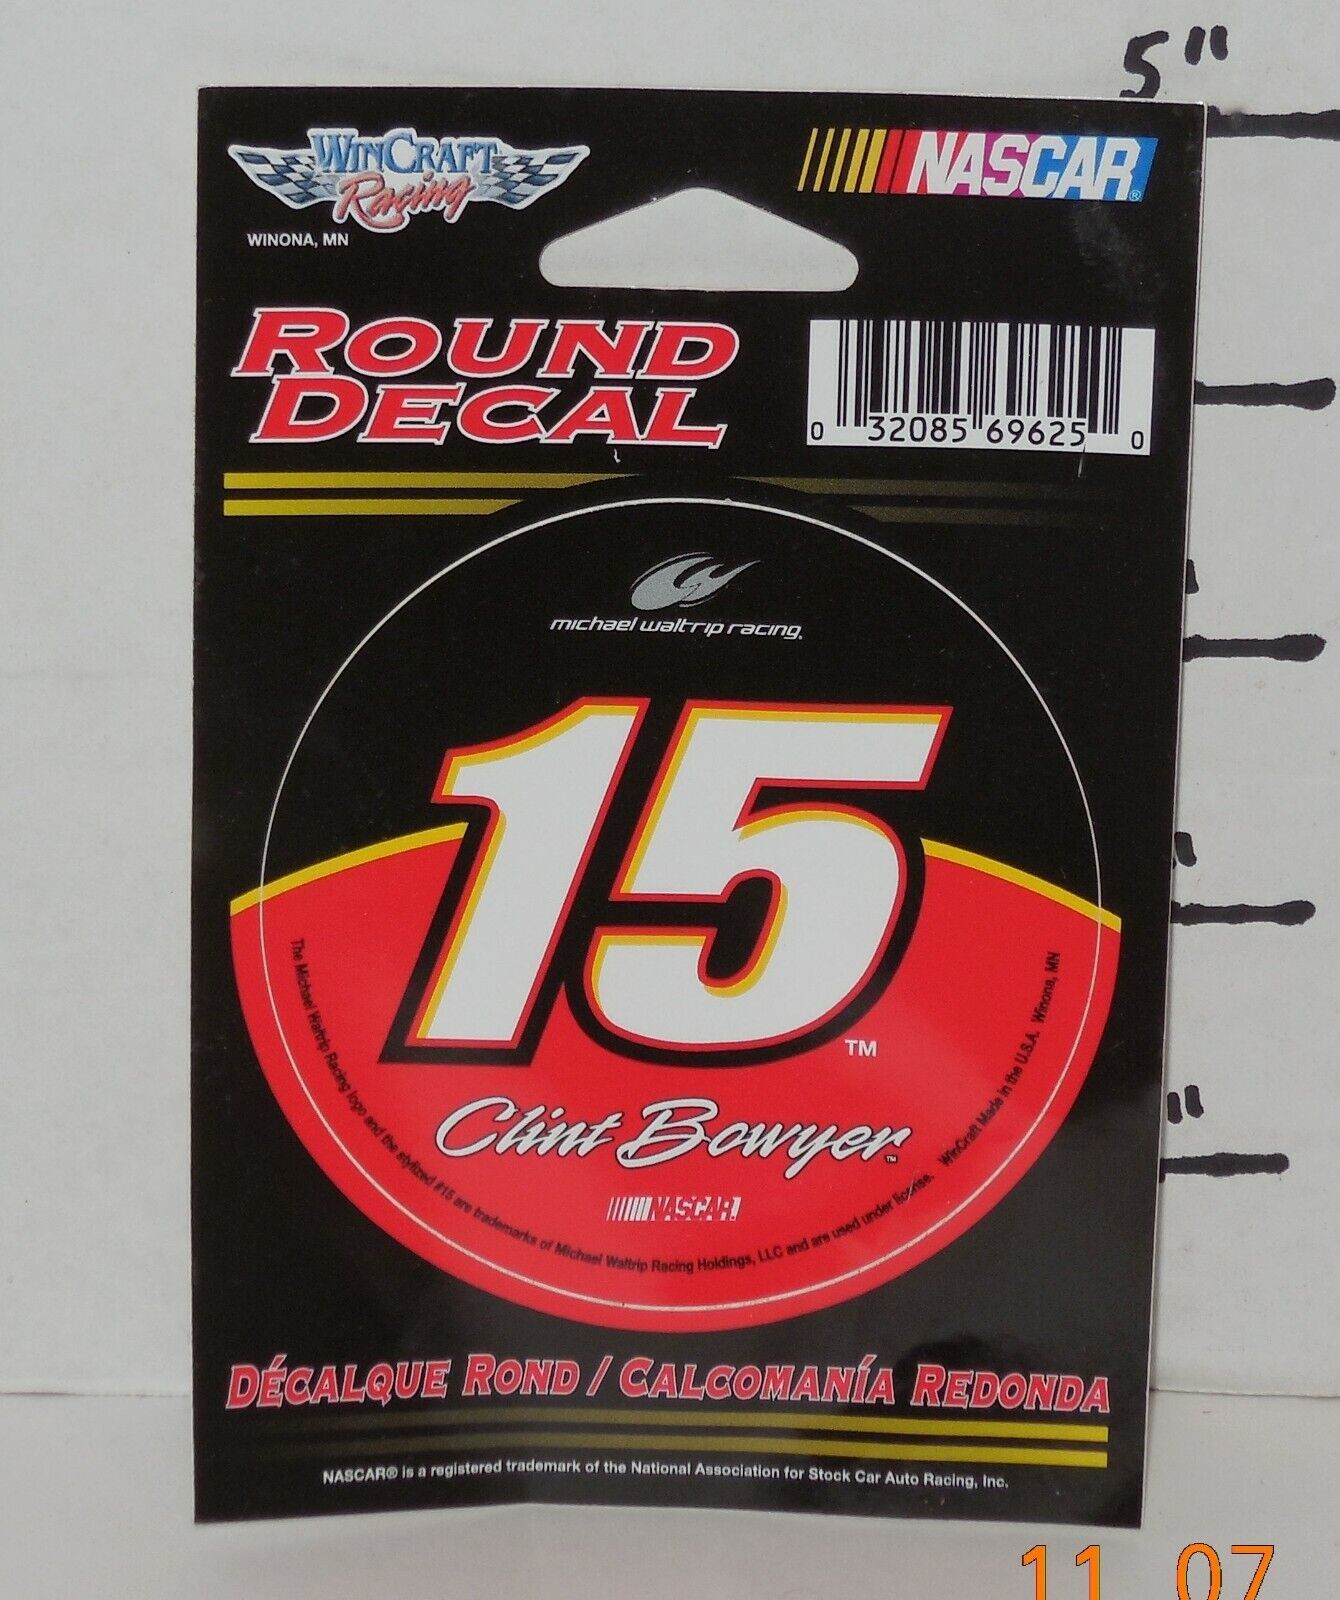 5"
WINCRAFT
Racing
WINONA, MN
NASCAR®
ROUND
DECAL
0 32085 69625 0
michael waltrip racing.
15
TM
Clint Bowyer™
NASCAR.
The Michael Waltrip Racing logo and the stylized #15 are trademarks of Michael Waltrip Racing Holdings, LLC and are used under license. WinCraft Made in the U.S.A. Winona, MN
DÉCALQUE ROND / CALCOMANÍA REDONDA
NASCAR® is a registered trademark of the National Association for Stock Car Auto Racing, Inc.
11 07